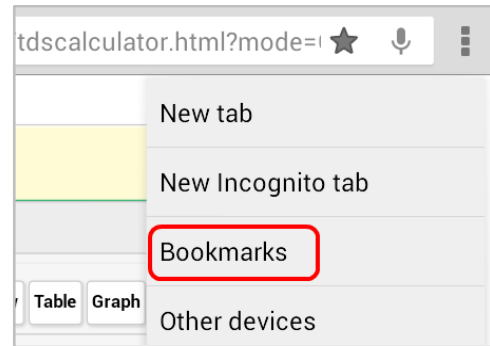 tdscalculator.html?mode=
New tab
New Incognito tab
Bookmarks
Table Graph
Other devices